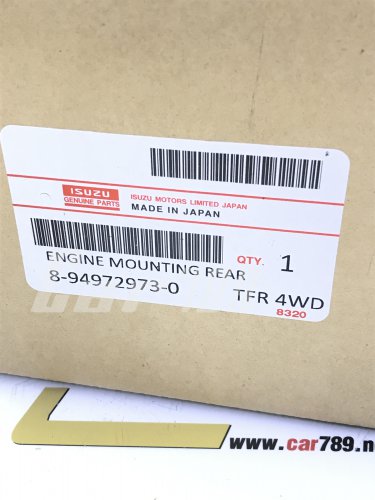 ISUZU
GENUINE PARTS
ISUZU MOTORS LIMITED JAPAN
MADE IN JAPAN
ENGINE MOUNTING REAR
QTY. 1
8-94972973-0
TFR 4WD
8320
www.car789.ne